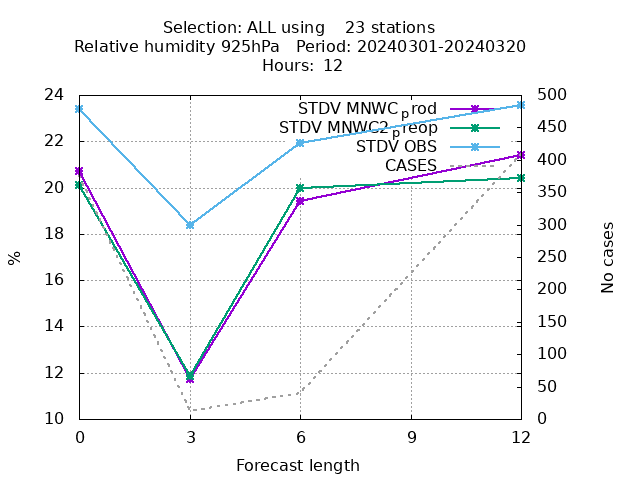 Selection: ALL using    23 stations
Relative humidity 925hPa   Period: 20240301-20240320
Hours:  12
STDV MNWC_prod
STDV MNWC2_preop
STDV OBS
CASES
24
22
20
18
16
14
12
10
500
450
400
350
300
250
200
150
100
50
0
%
No cases
0 3 6 9 12
Forecast length